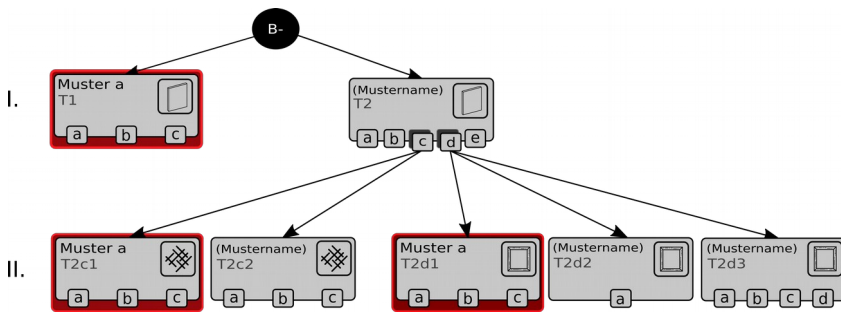 B-
I.
Muster a
T1
a b c
(Mustername)
T2
a b c d e
II.
Muster a
T2c1
a b c
(Mustername)
T2c2
a b c
Muster a
T2d1
a b c
(Mustername)
T2d2
a
(Mustername)
T2d3
a b c d